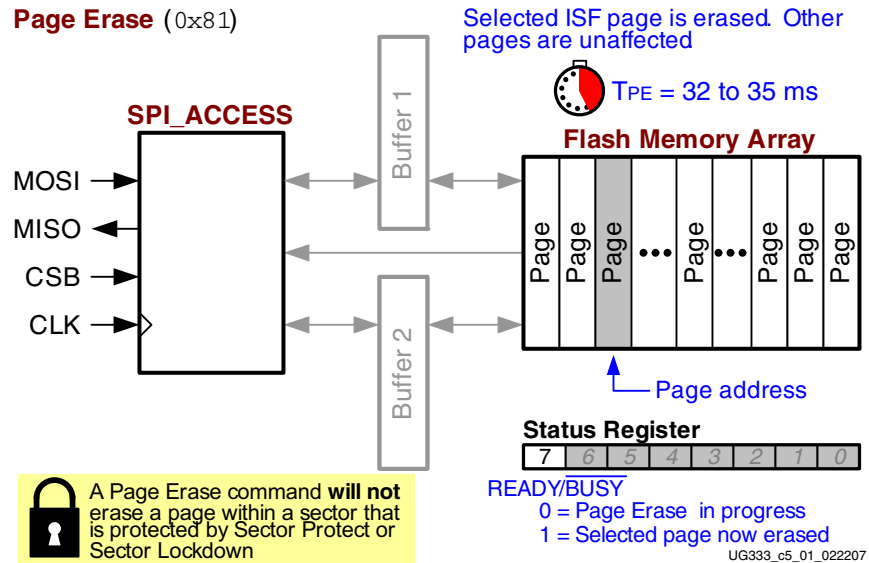 Page Erase (0x81)
Selected ISF page is erased. Other
pages are unaffected
TPE = 32 to 35 ms
SPI_ACCESS
Flash Memory Array
MOSI
MISO
CSB
CLK
Buffer 1
Buffer 2
Page
Page
Page
•••
Page
•••
Page
Page
Page
Page address
Status Register
7 6 5 4 3 2 1 0
READY/BUSY
0 = Page Erase in progress
1 = Selected page now erased
A Page Erase command will not
erase a page within a sector that
is protected by Sector Protect or
Sector Lockdown
UG333_c5_01_022207